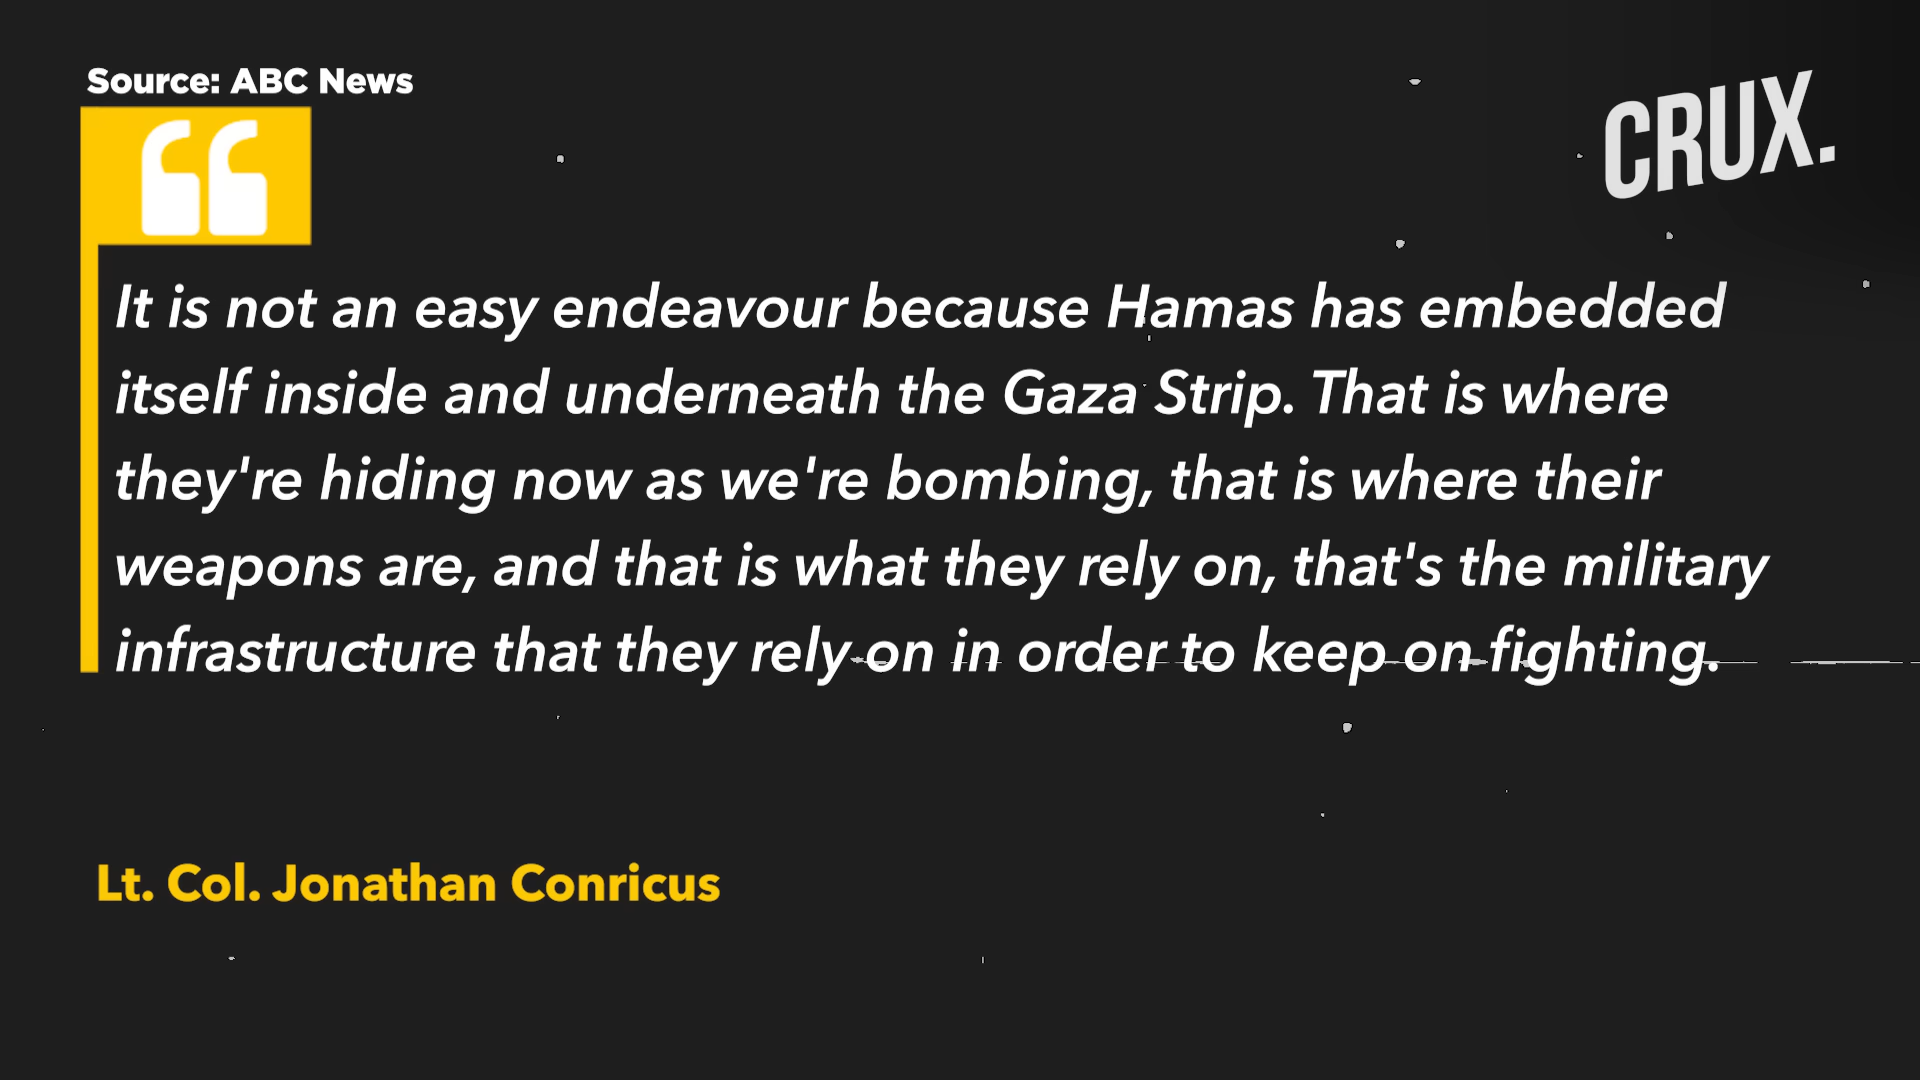 Source: ABC News
CRUX.
It is not an easy endeavour because Hamas has embedded
itself inside and underneath the Gaza Strip. That is where
they're hiding now as we're bombing, that is where their
weapons are, and that is what they rely on, that's the military
infrastructure that they rely on in order to keep on fighting.
Lt. Col. Jonathan Conricus